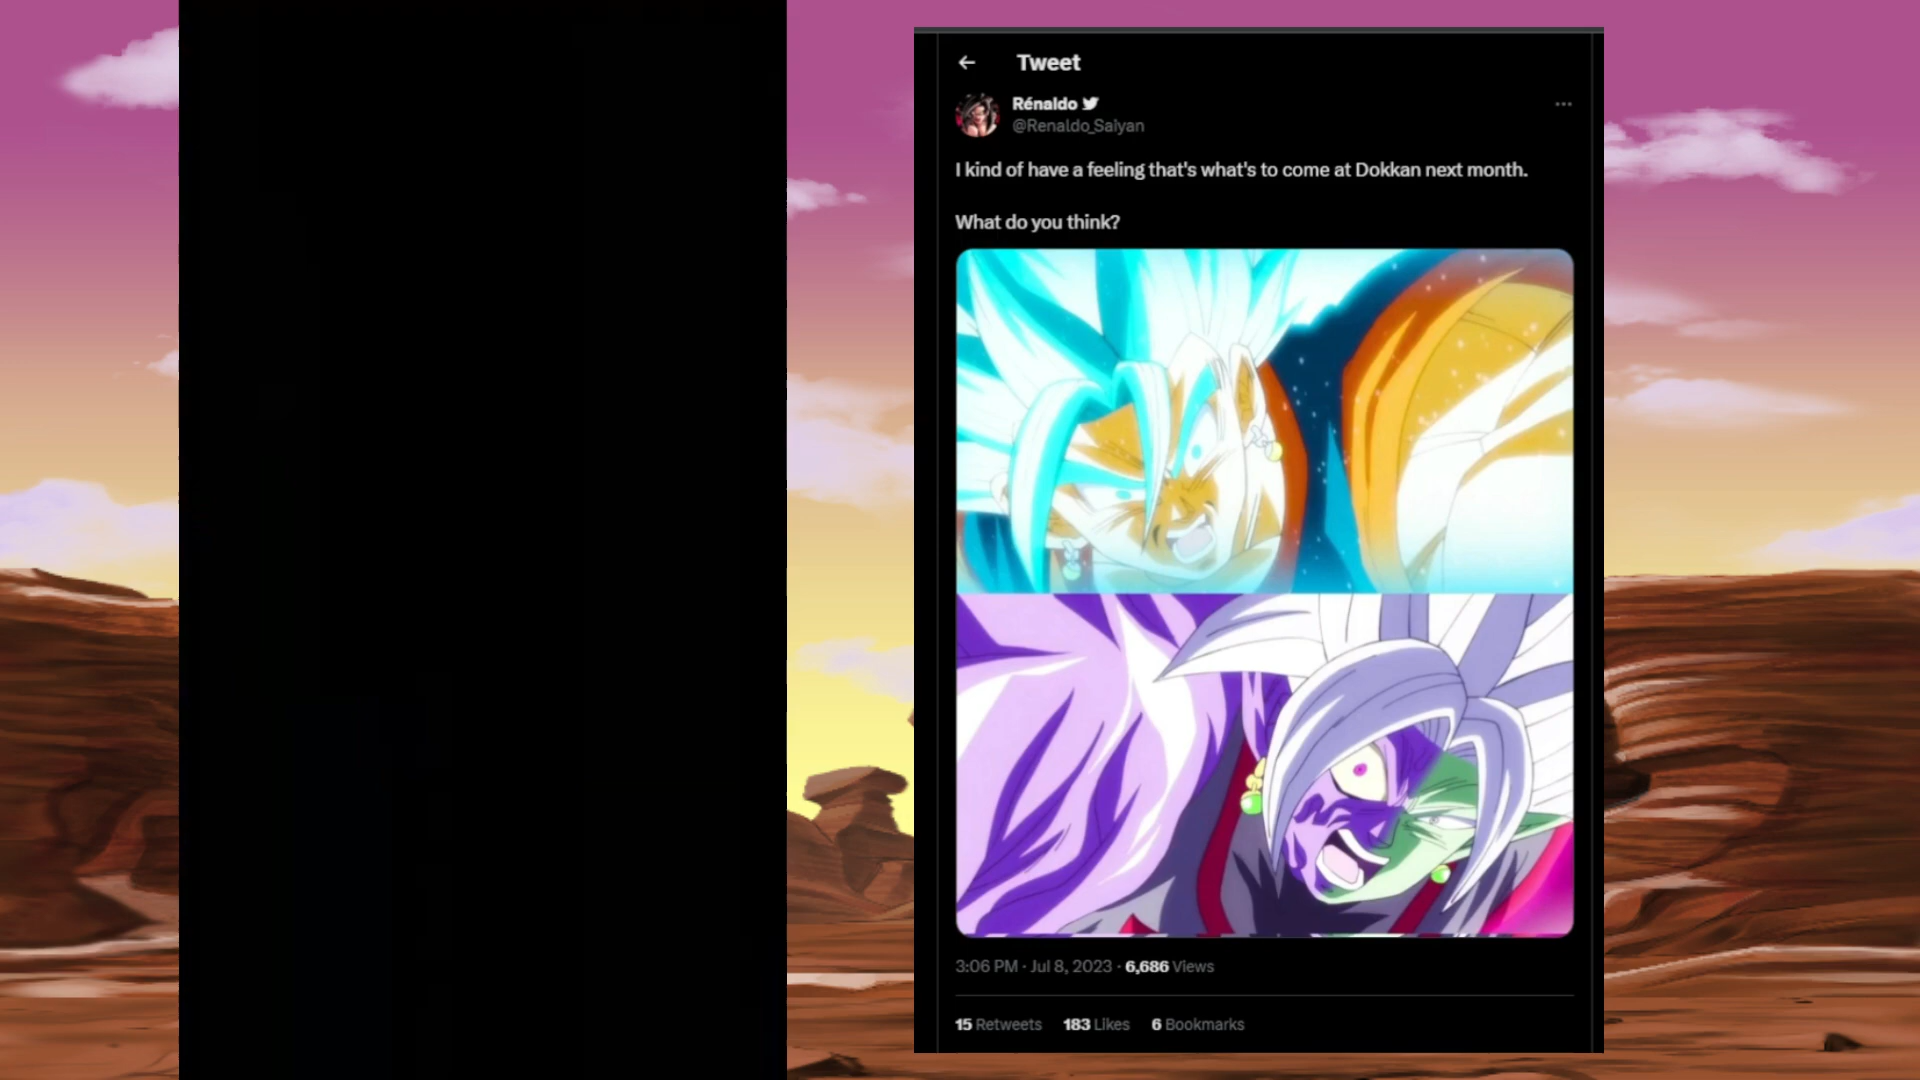 Tweet
Rénaldo
@Renaldo_Saiyan
I kind of have a feeling that's what's to come at Dokkan next month.
What do you think?
3:06 PM · Jul 8, 2023 · 6,686 Views
15 Retweets 183 Likes 6 Bookmarks